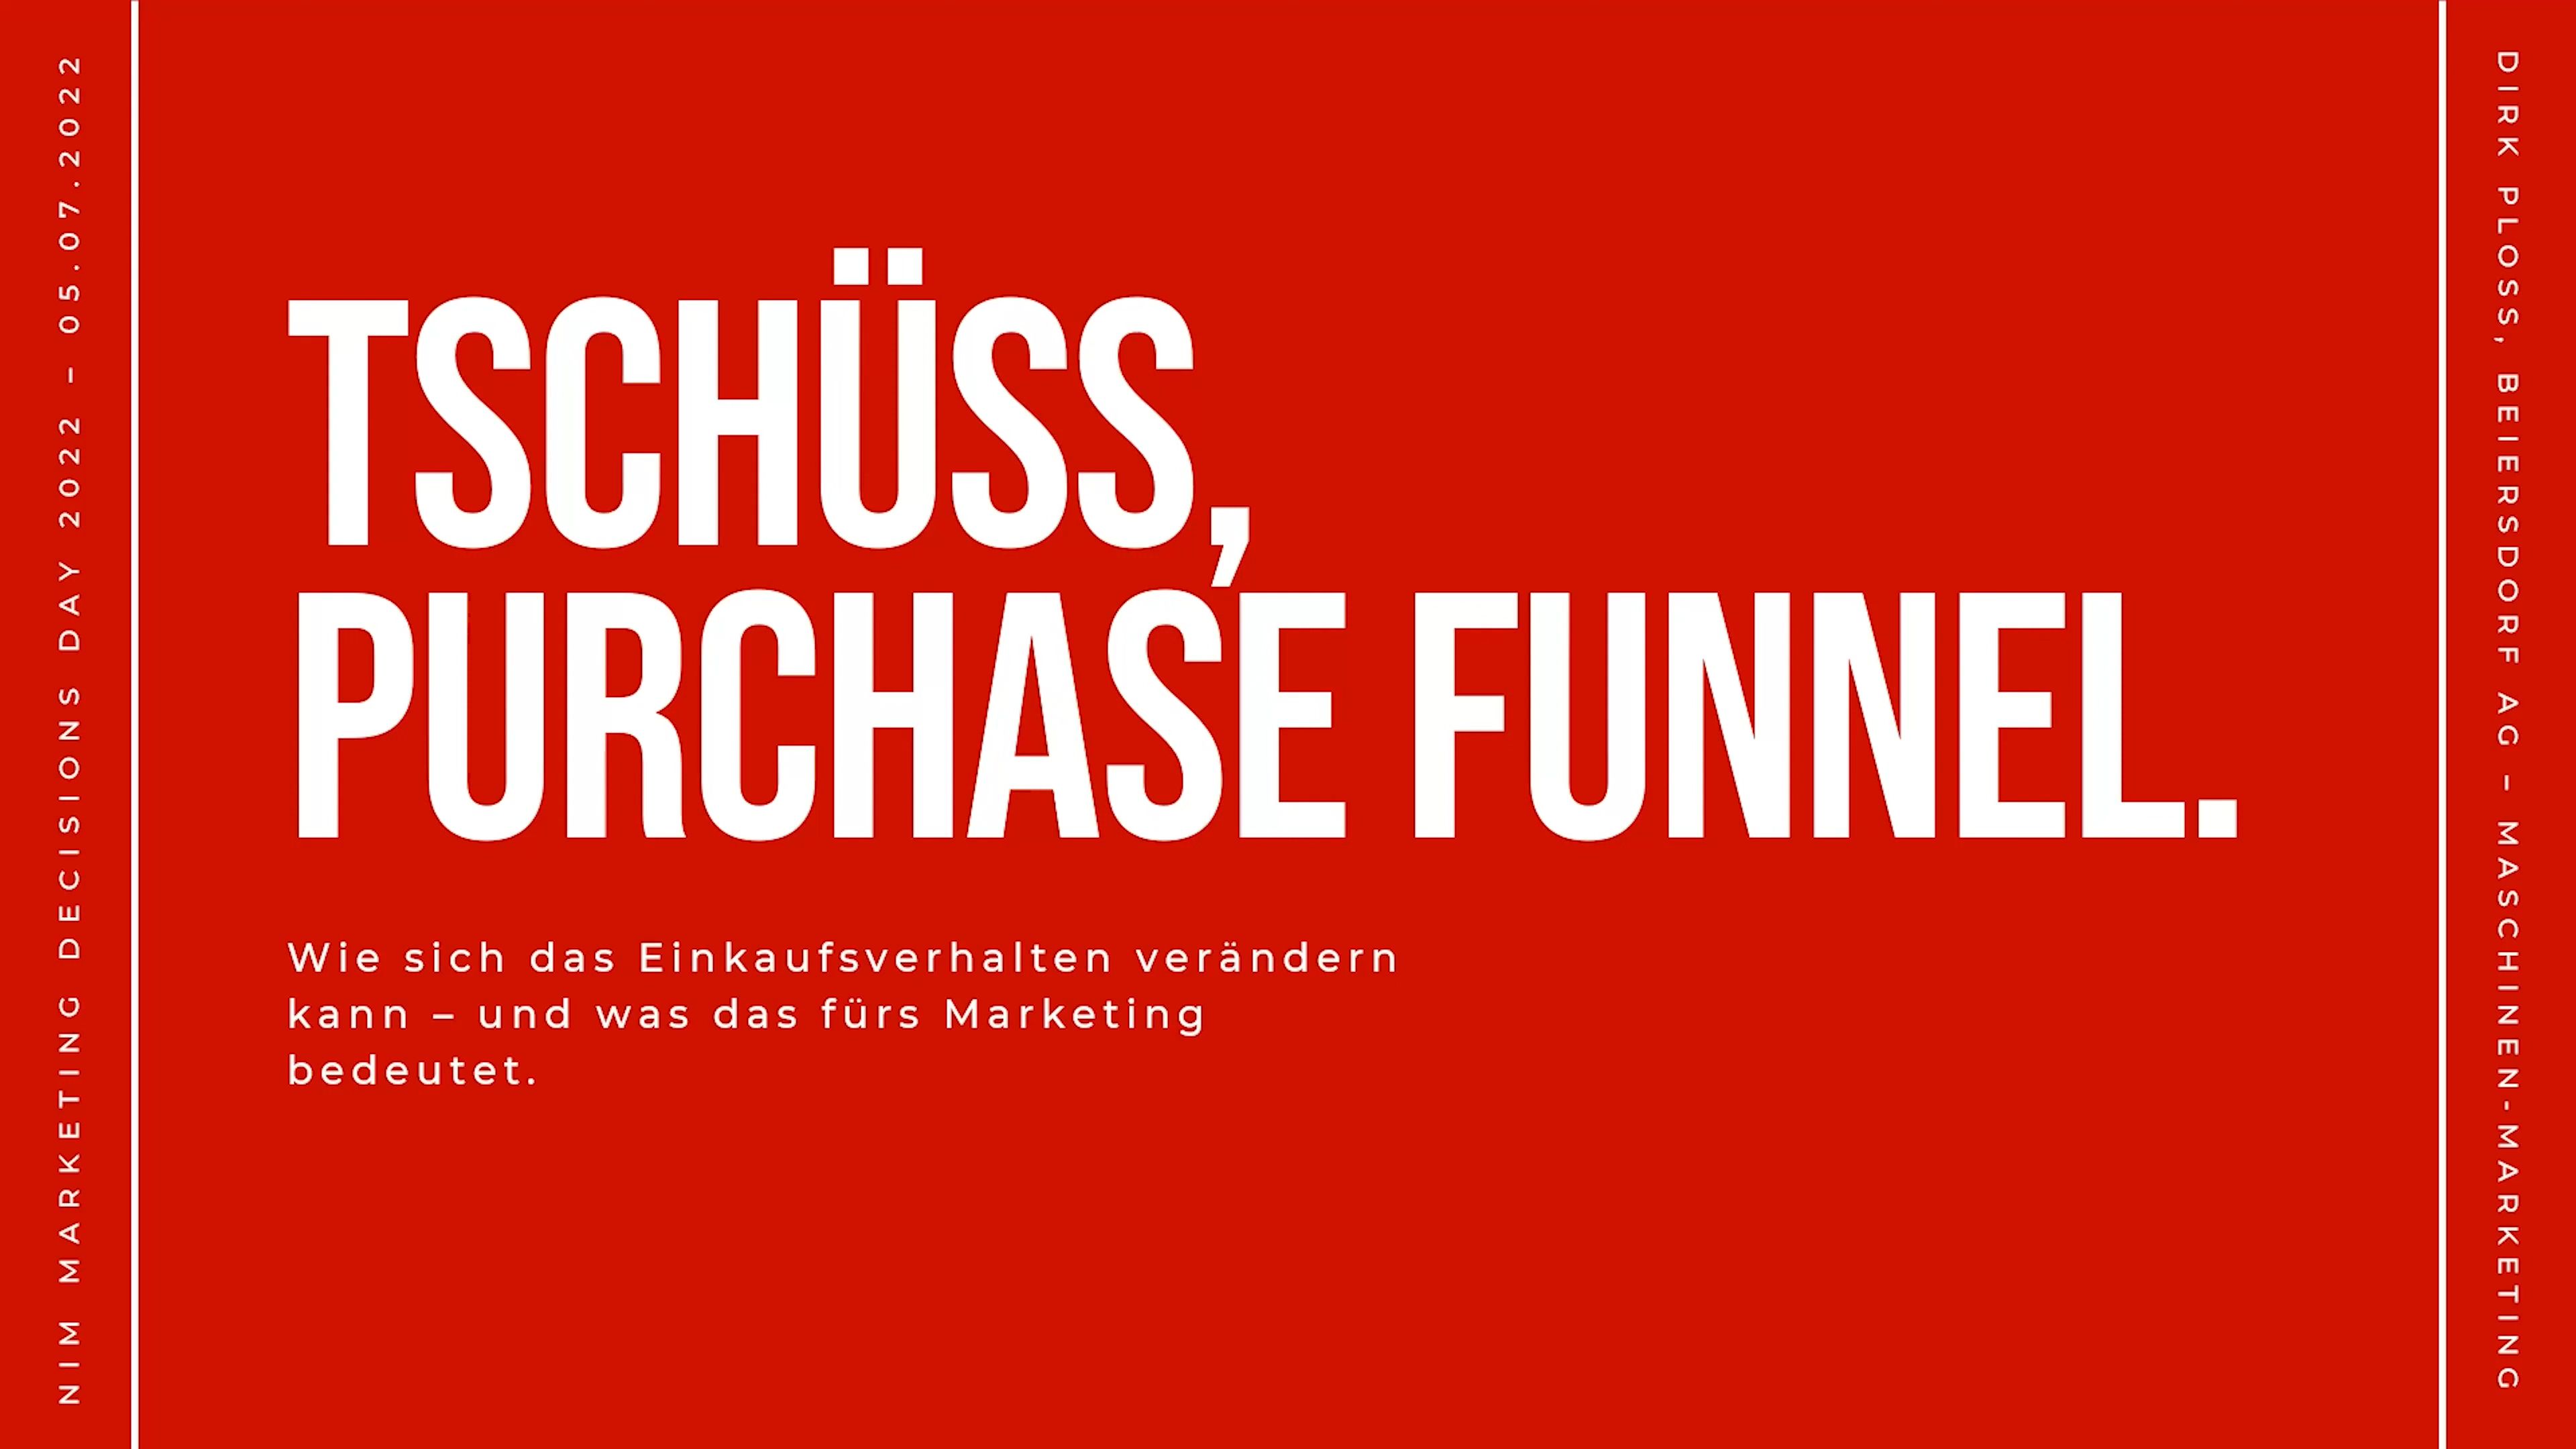 NIM MARKETING DECISIONS DAY 2022 – 05.07.2022
TSCHÜSS,
PURCHASE FUNNEL.
Wie sich das Einkaufsverhalten verändern
kann – und was das fürs Marketing
bedeutet.
DIRK PLOSS, BEIERSDORF AG – MASCHINEN-MARKETING